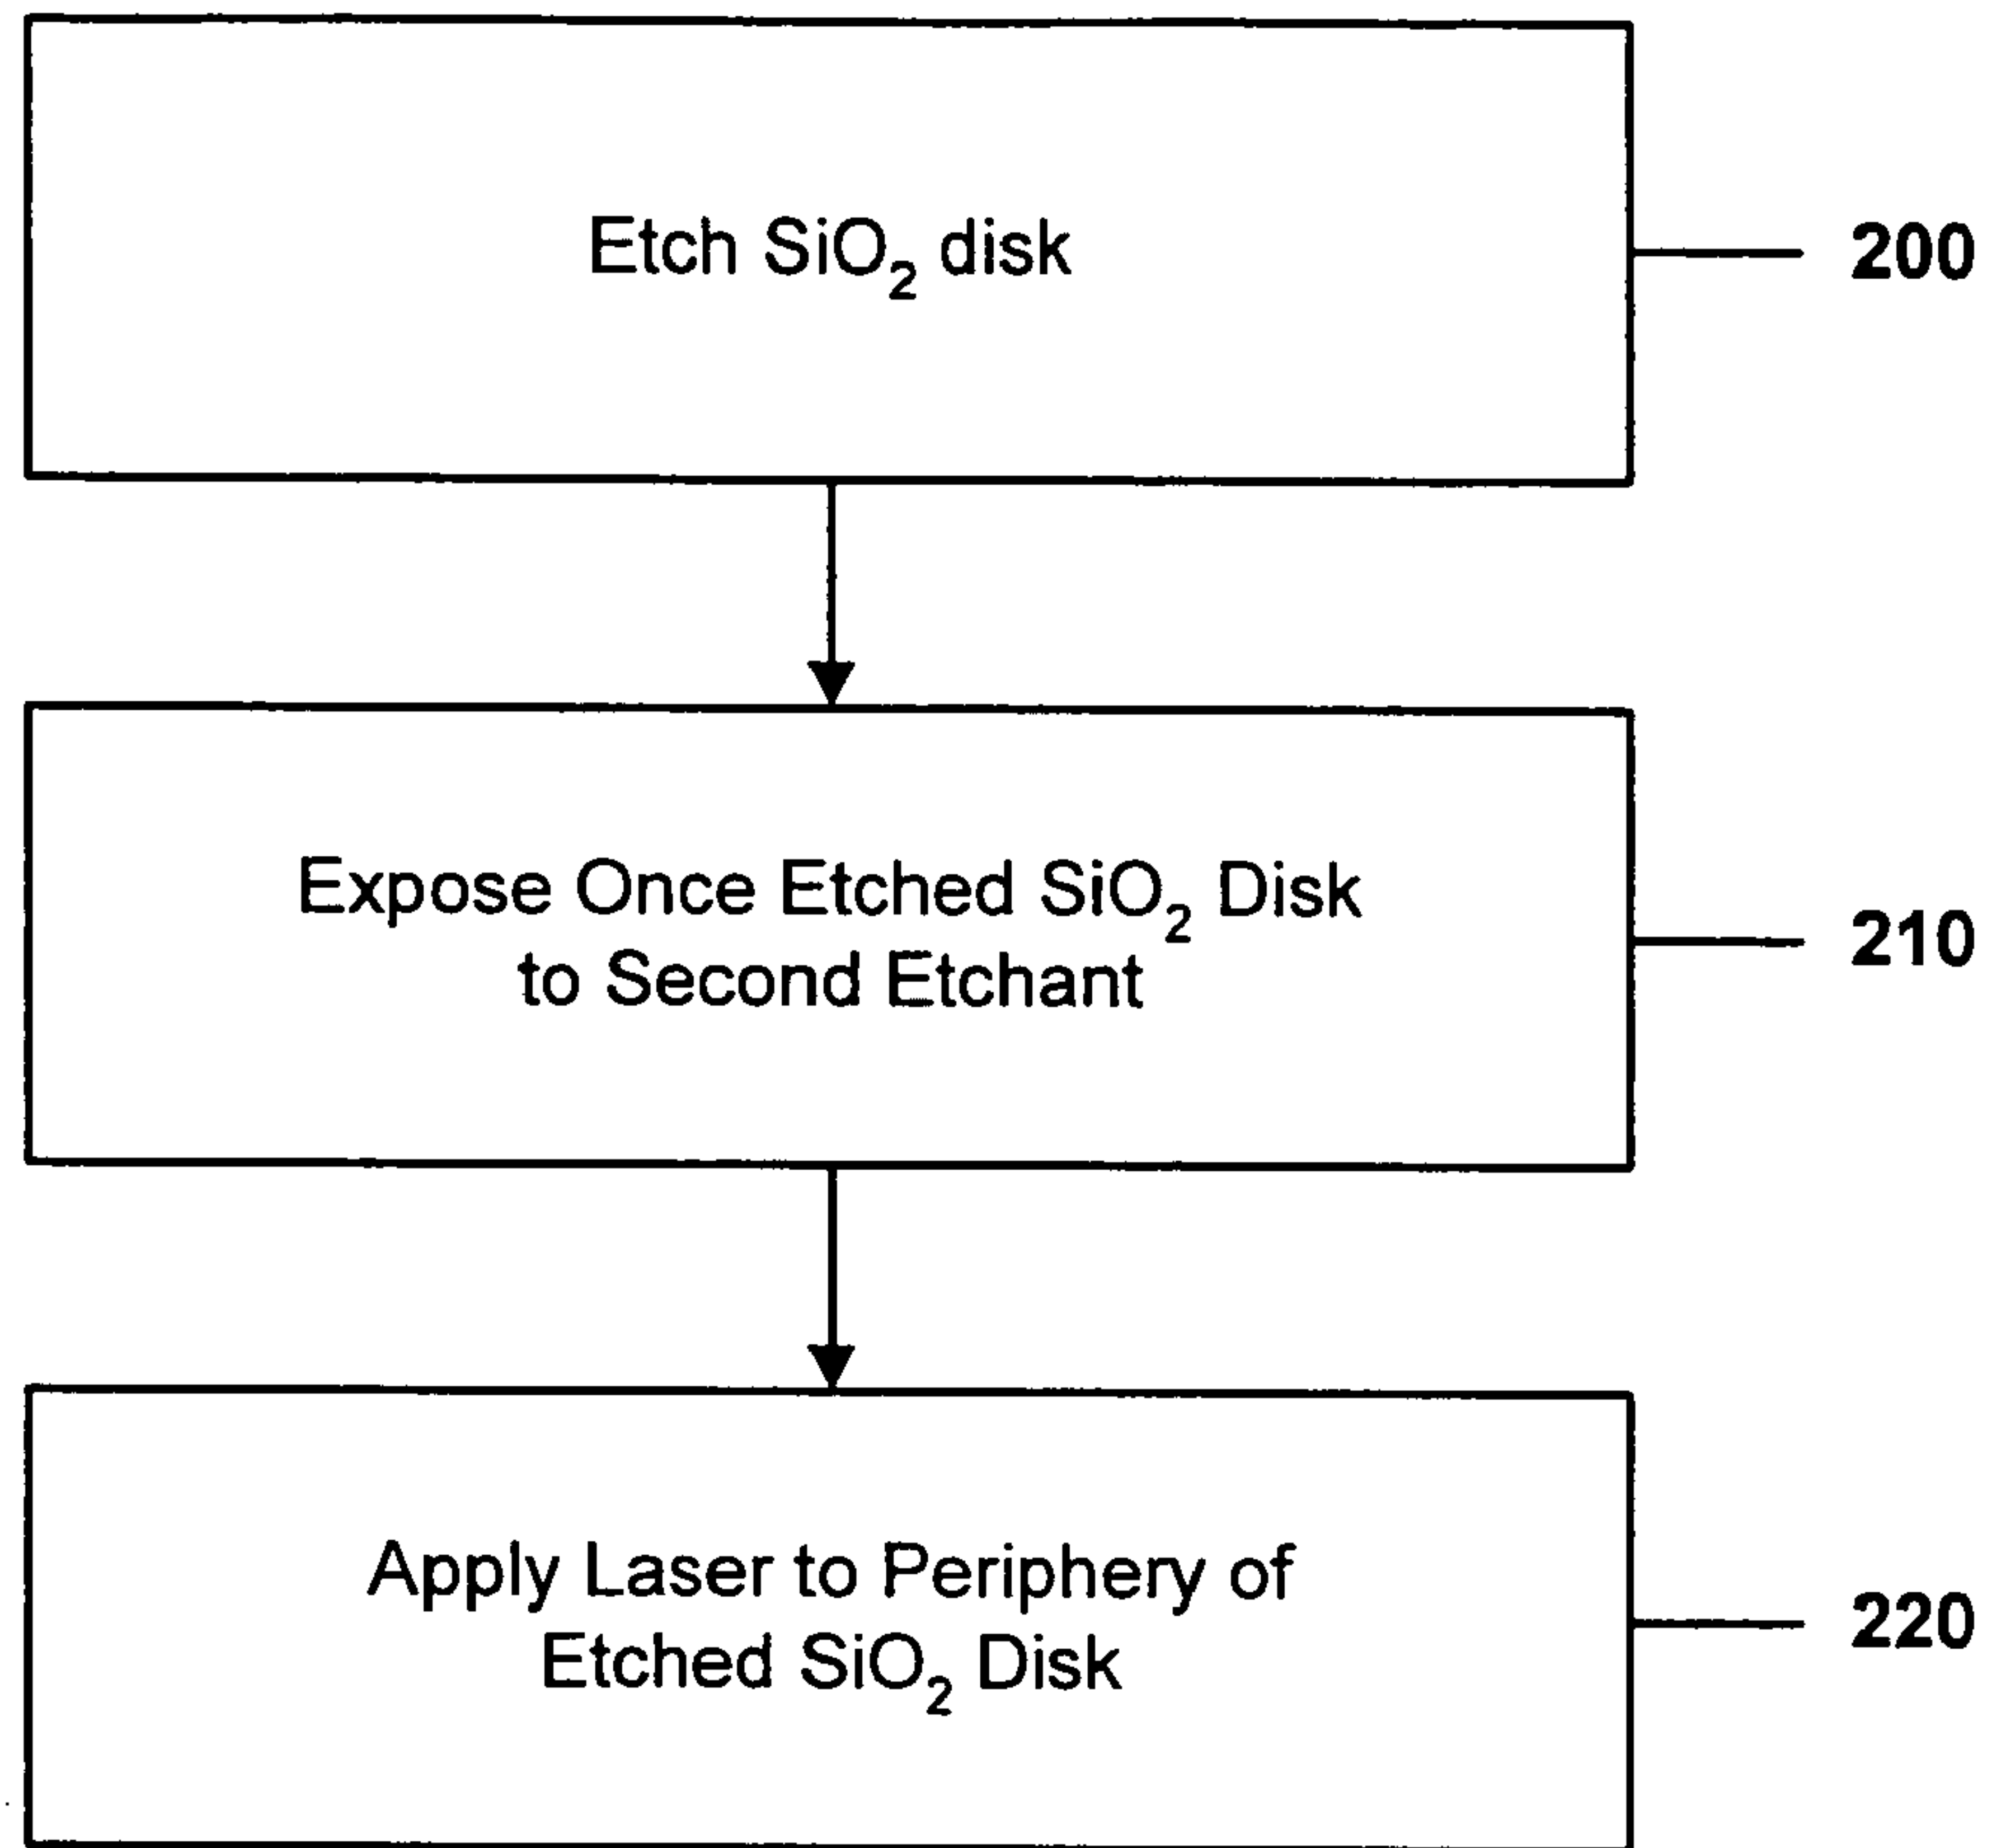 Etch SiO₂ disk
200
Expose Once Etched SiO₂ Disk
to Second Etchant
210
Apply Laser to Periphery of
Etched SiO₂ Disk
220